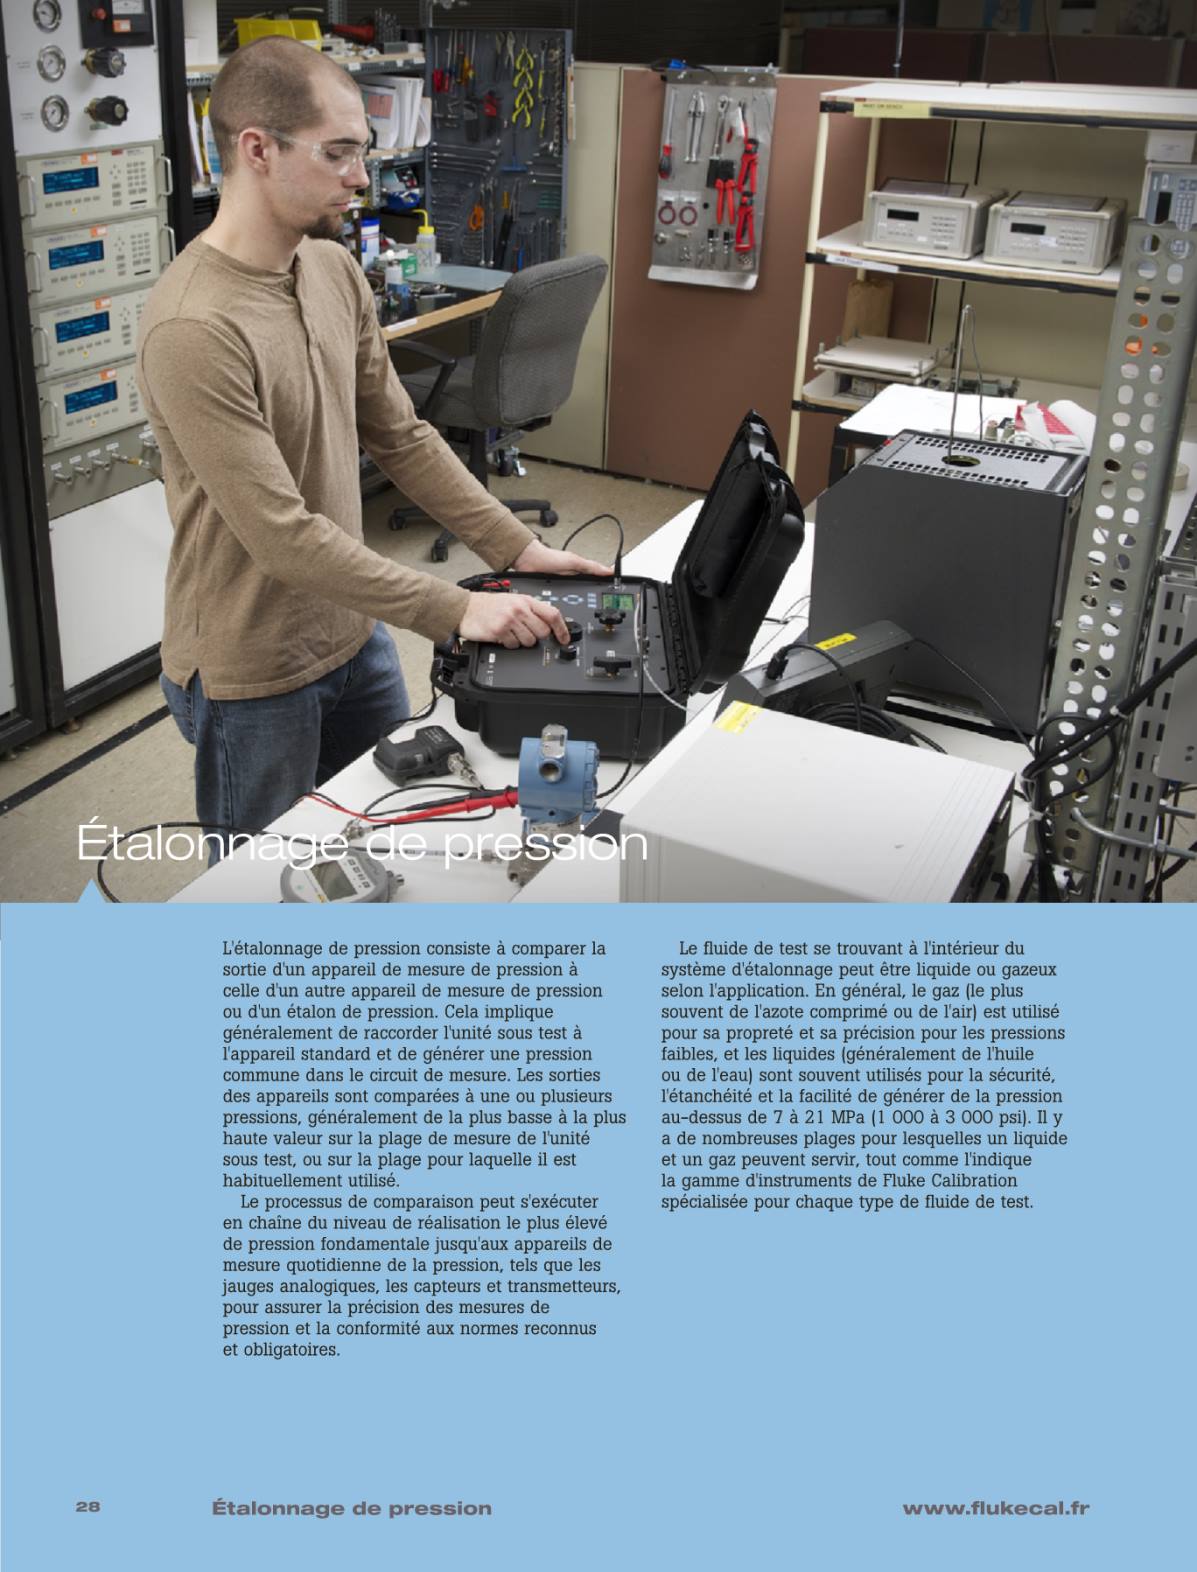 Étalonnage de pression
L'étalonnage de pression consiste à comparer la
sortie d'un appareil de mesure de pression à
celle d'un autre appareil de mesure de pression
ou d'un étalon de pression. Cela implique
généralement de raccorder l'unité sous test à
l'appareil standard et de générer une pression
commune dans le circuit de mesure. Les sorties
des appareils sont comparées à une ou plusieurs
pressions, généralement de la plus basse à la plus
haute valeur sur la plage de mesure de l'unité
sous test, ou sur la plage pour laquelle il est
habituellement utilisé.
Le processus de comparaison peut s'exécuter
en chaîne du niveau de réalisation le plus élevé
de pression fondamentale jusqu'aux appareils de
mesure quotidienne de la pression, tels que les
jauges analogiques, les capteurs et transmetteurs,
pour assurer la précision des mesures de
pression et la conformité aux normes reconnus
et obligatoires.
Le fluide de test se trouvant à l'intérieur du
système d'étalonnage peut être liquide ou gazeux
selon l'application. En général, le gaz (le plus
souvent de l'azote comprimé ou de l'air) est utilisé
pour sa propreté et sa précision pour les pressions
faibles, et les liquides (généralement de l'huile
ou de l'eau) sont souvent utilisés pour la sécurité,
l'étanchéité et la facilité de générer de la pression
au-dessus de 7 à 21 MPa (1 000 à 3 000 psi). Il y
a de nombreuses plages pour lesquelles un liquide
et un gaz peuvent servir, tout comme l'indique
la gamme d'instruments de Fluke Calibration
spécialisée pour chaque type de fluide de test.
28 Étalonnage de pression www.flukecal.fr